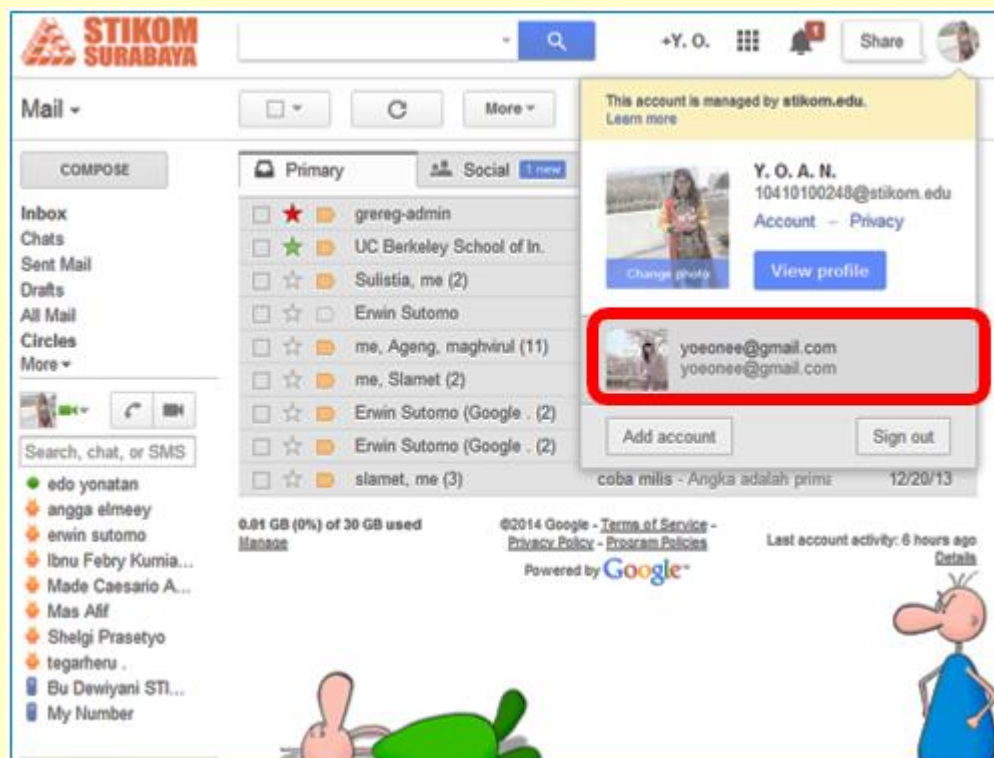 STIKOM
SURABAYA
+Y. O.
1
Share
Mail
More
This account is managed by stikom.edu.
Learn more
COMPOSE
Primary
Social 1 new
Y. O. A. N.
10410100248@stikom.edu
Account – Privacy
Change photo
View profile
Inbox
Chats
Sent Mail
Drafts
All Mail
Circles
More
grereg-admin
UC Berkeley School of In.
Sulistia, me (2)
Erwin Sutomo
me, Ageng, maghvirul (11)
me, Slamet (2)
Erwin Sutomo (Google . (2)
Erwin Sutomo (Google . (2)
slamet, me (3)
coba milis - Angka adalah prima
12/20/13
yoeonee@gmail.com
yoeonee@gmail.com
Add account
Sign out
Search, chat, or SMS
edo yonatan
angga elmeey
erwin sutomo
Ibnu Febry Kurnia...
Made Caesario A...
Mas Afif
Shelgi Prasetyo
tegarheru .
Bu Dewiyani STI...
My Number
0.01 GB (0%) of 30 GB used
Manage
©2014 Google - Terms of Service -
Privacy Policy - Program Policies
Powered by Google™
Last account activity: 6 hours ago
Details